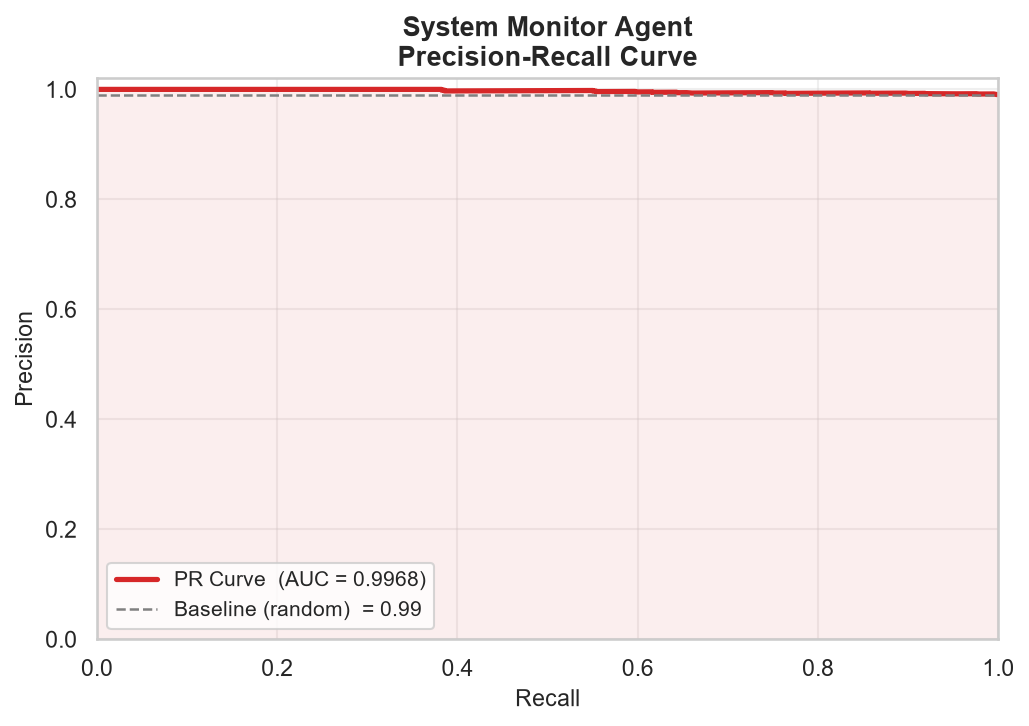 System Monitor Agent
Precision-Recall Curve
1.0
0.8
0.6
0.4
0.2
0.0
Precision
PR Curve (AUC = 0.9968)
Baseline (random) = 0.99
0.0 0.2 0.4 0.6 0.8 1.0
Recall